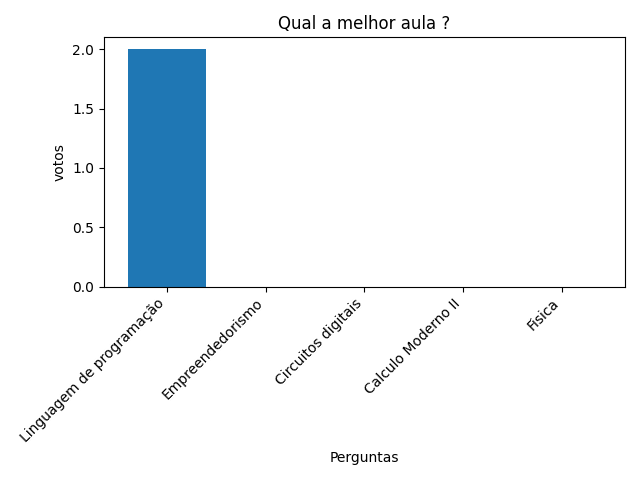 Qual a melhor aula ?
votos
2.0
1.5
1.0
0.5
0.0
Linguagem de programação
Empreendedorismo
Circuitos digitais
Calculo Moderno II
Física
Perguntas